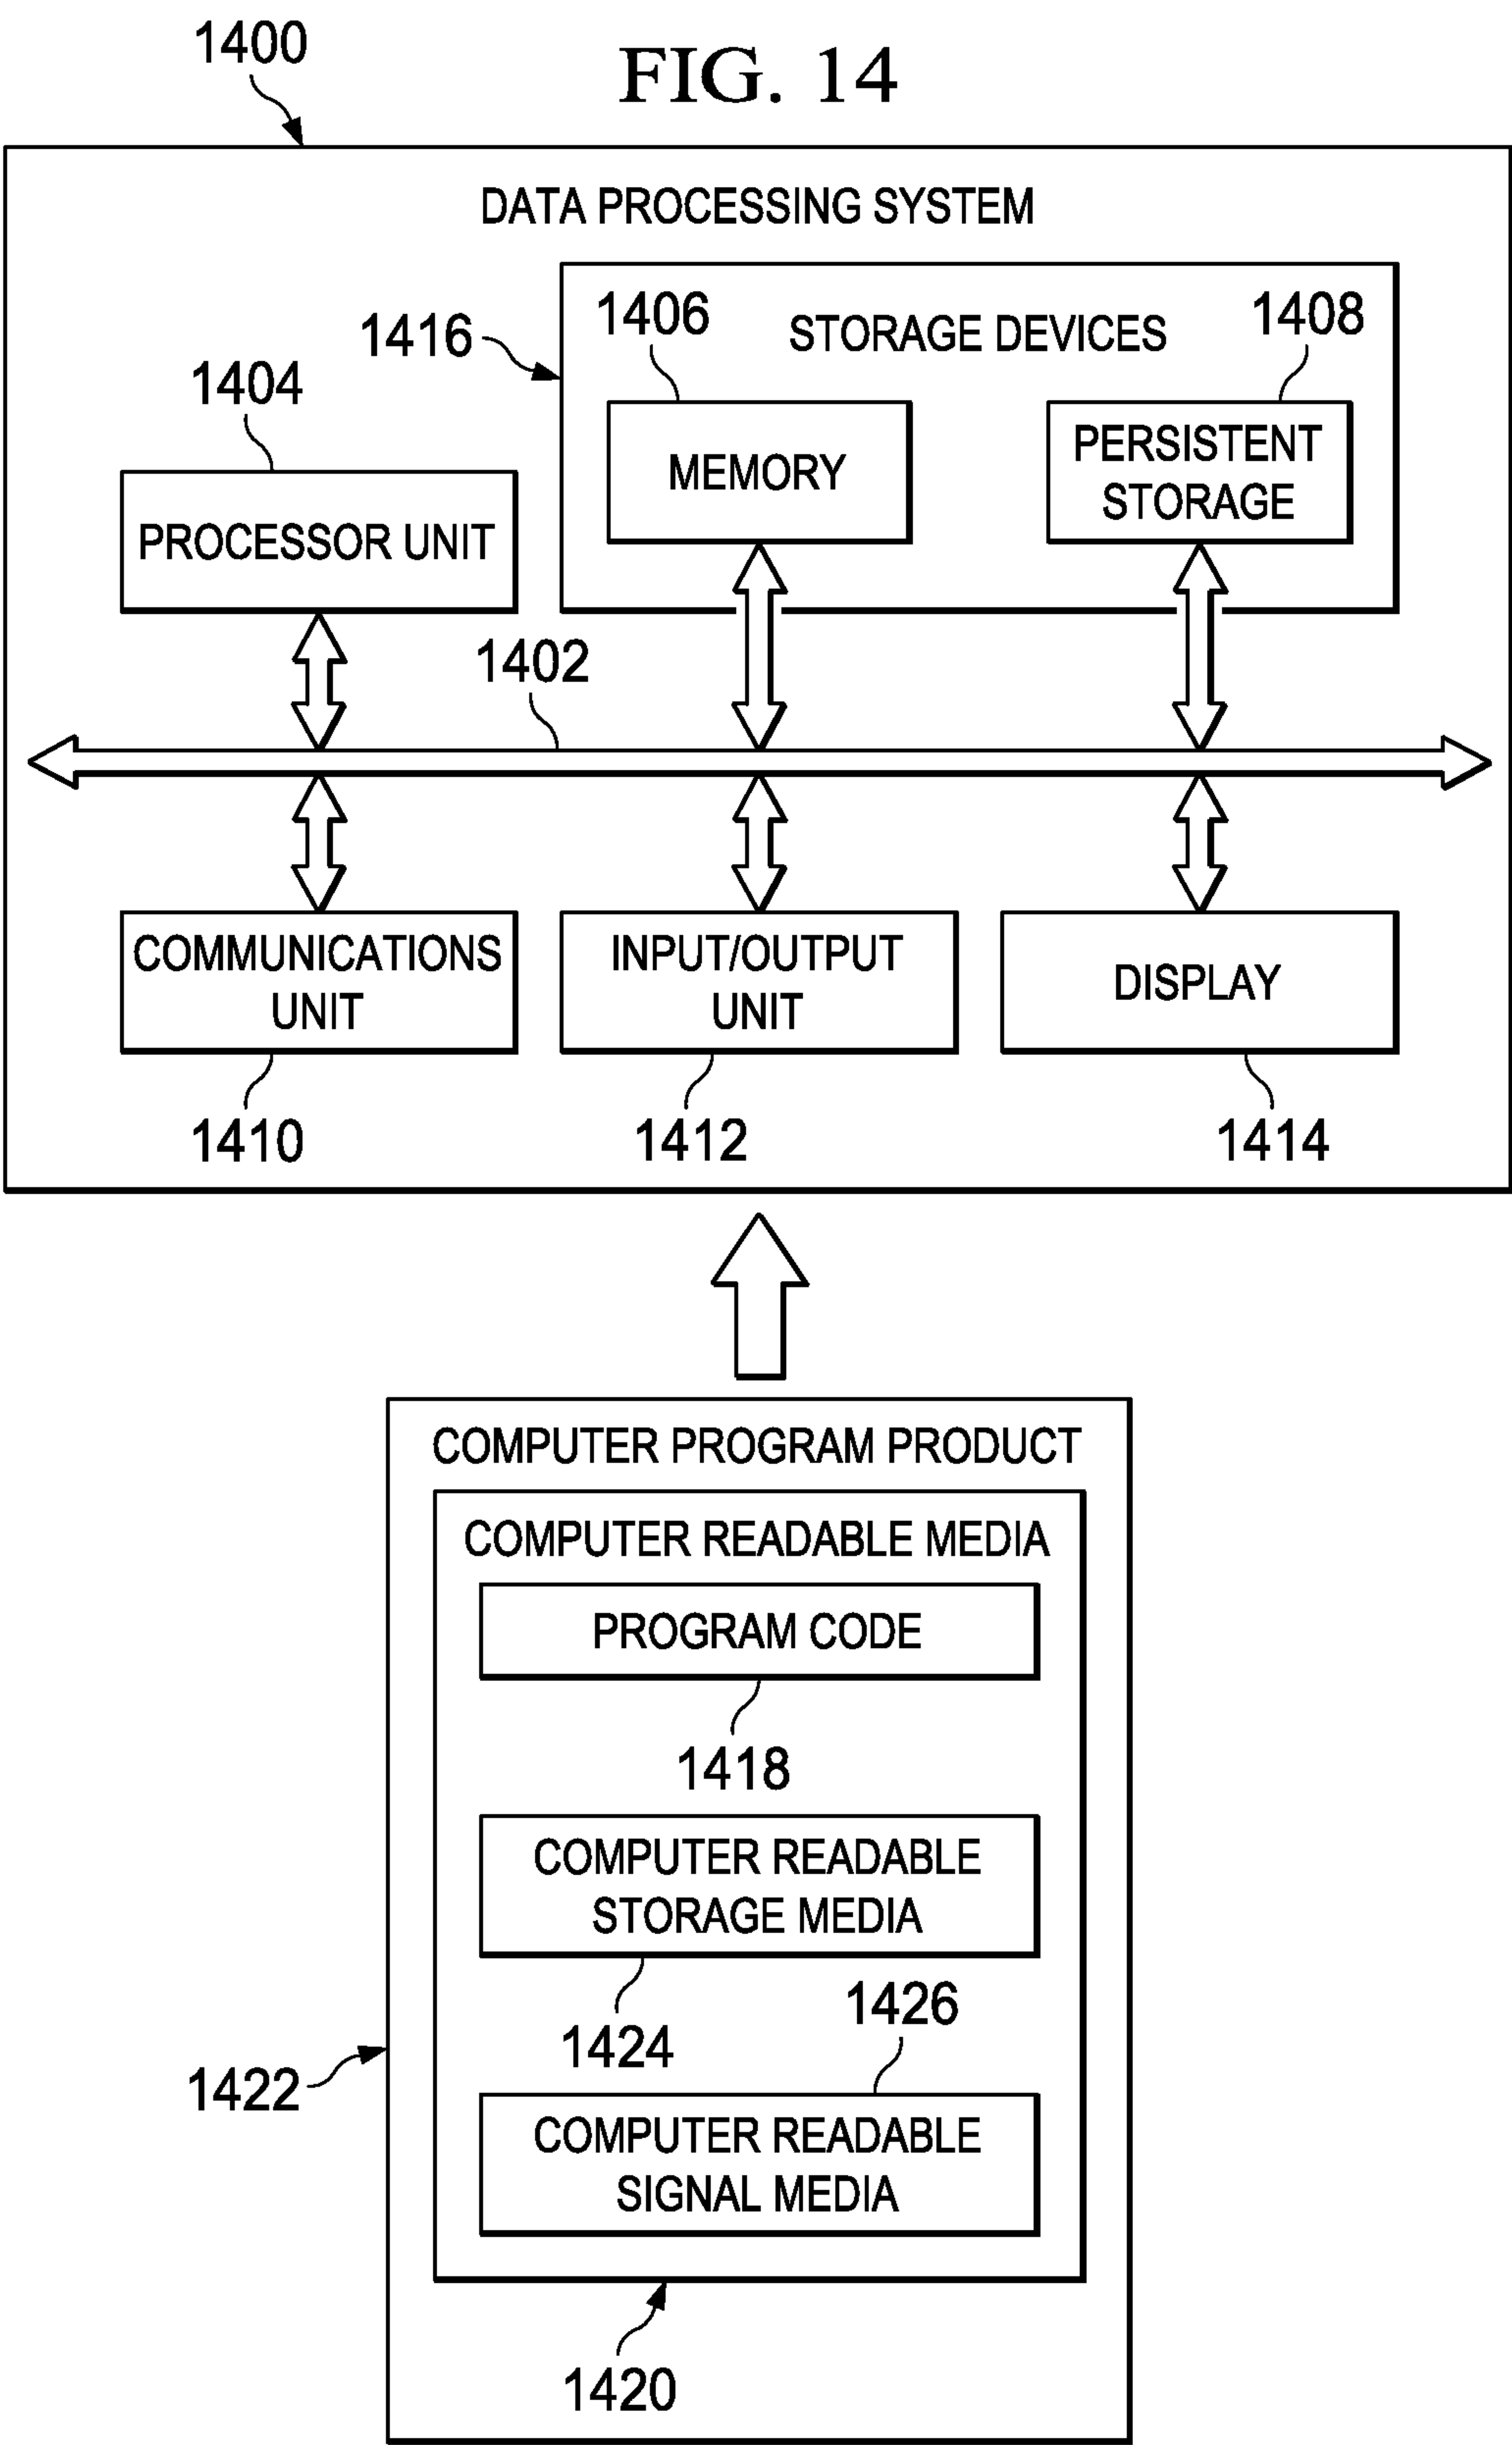 1400
FIG. 14
DATA PROCESSING SYSTEM
1416
1406
STORAGE DEVICES
1408
1404
MEMORY
PERSISTENT
STORAGE
PROCESSOR UNIT
1402
COMMUNICATIONS
UNIT
INPUT/OUTPUT
UNIT
DISPLAY
1410
1412
1414
COMPUTER PROGRAM PRODUCT
COMPUTER READABLE MEDIA
PROGRAM CODE
1418
COMPUTER READABLE
STORAGE MEDIA
1424
1426
1422
COMPUTER READABLE
SIGNAL MEDIA
1420